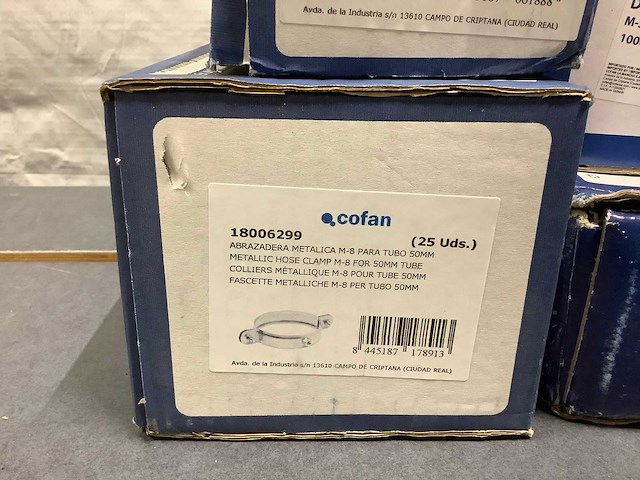 Avda. de la Industria s/n 13610 CAMPO DE CRIPTANA (CIUDAD REAL)
M-
100
cofan
18006299 (25 Uds.)
ABRAZADERA METALICA M-8 PARA TUBO 50MM
METALLIC HOSE CLAMP M-8 FOR 50MM TUBE
COLLIERS MÉTALLIQUE M-8 POUR TUBE 50MM
FASCETTE METALLICHE M-8 PER TUBO 50MM
8 445187 178913
Avda. de la Industria s/n 13610 CAMPO DE CRIPTANA (CIUDAD REAL)